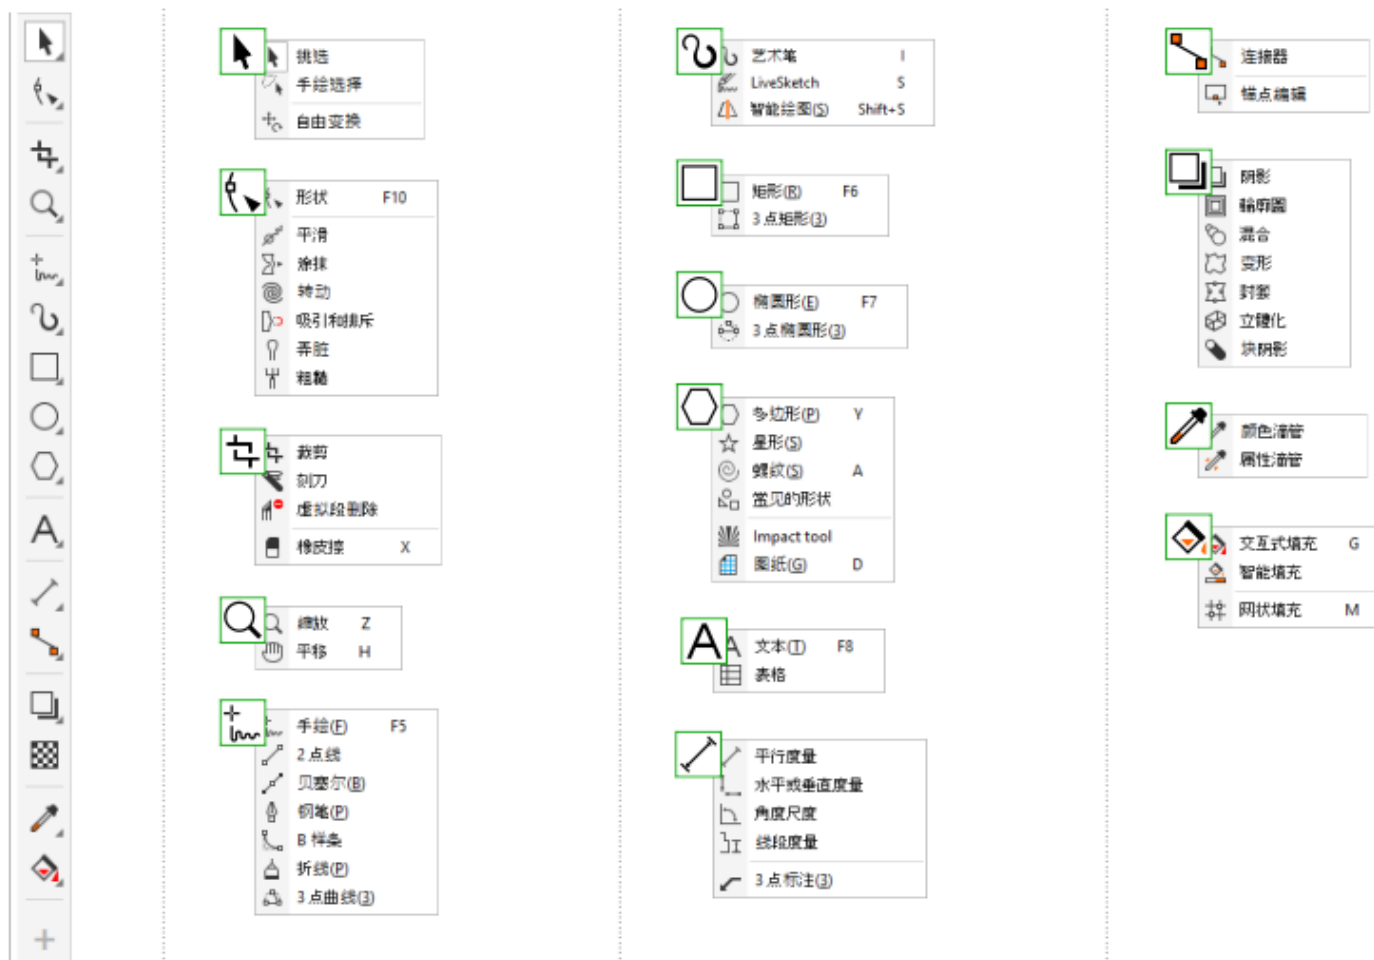 挑选
手绘选择
自由变换
形状 F10
平滑
涂抹
转动
吸引和排斥
弄脏
粗糙
裁剪
刻刀
虚拟段删除
橡皮擦 X
缩放 Z
平移 H
手绘(F) F5
2 点线
贝塞尔(B)
钢笔(P)
B 样条
折线(P)
3 点曲线(3)
艺术笔 I
LiveSketch S
智能绘图(S) Shift+S
矩形(R) F6
3 点矩形(3)
椭圆形(E) F7
3 点椭圆形(3)
多边形(P) Y
星形(S)
螺纹(S) A
常见的形状
Impact tool
图纸(G) D
文本(T) F8
表格
平行度量
水平或垂直度量
角度尺度
线段度量
3 点标注(3)
连接器
锚点编辑
阴影
輪廓圖
混合
变形
封套
立體化
块阴影
颜色滴管
属性滴管
交互式填充 G
智能填充
网状填充 M